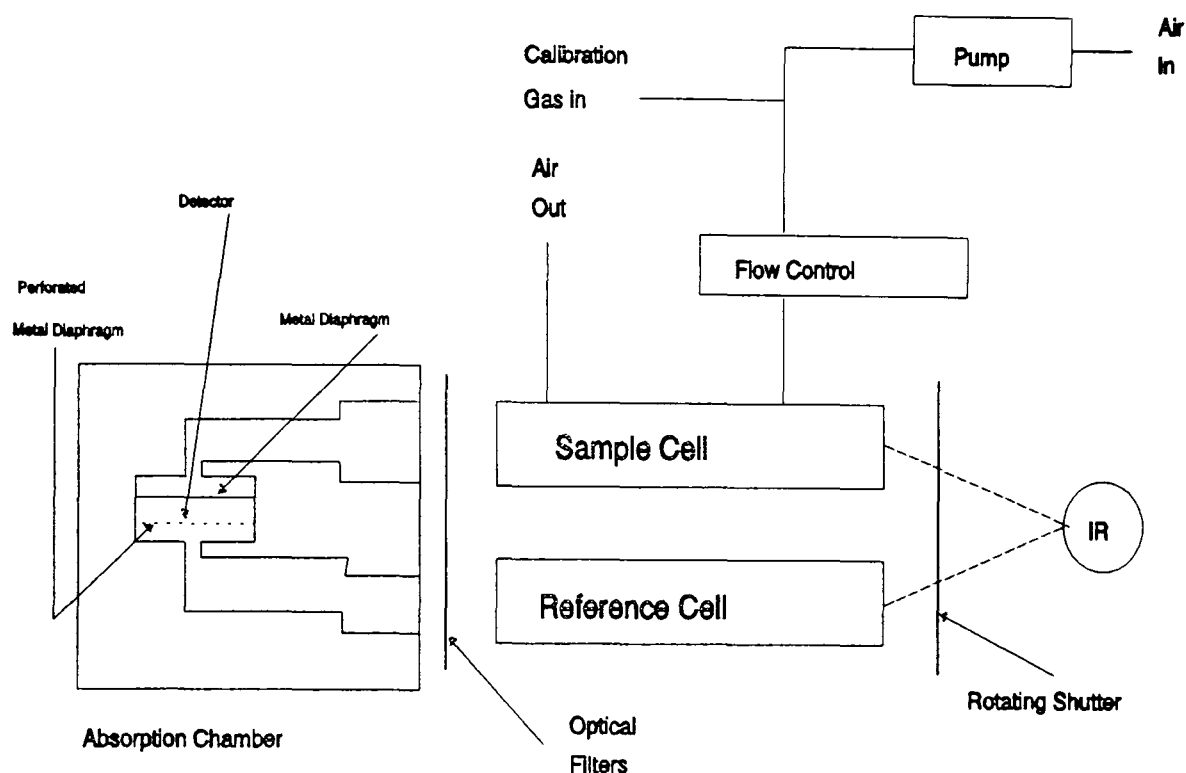 Air
In
Pump
Calibration
Gas in
Air
Out
Detector
Flow Control
Perforated
Metal Diaphragm
Metal Diaphragm
Sample Cell
IR
Reference Cell
Rotating Shutter
Optical
Filters
Absorption Chamber